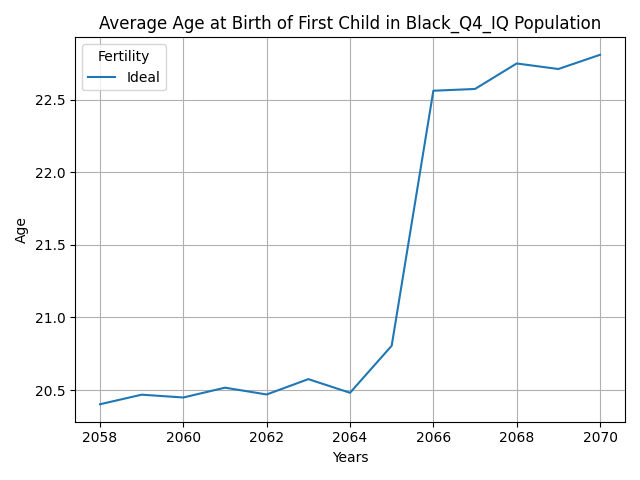 Average Age at Birth of First Child in Black_Q4_IQ Population
Fertility
Ideal
22.5
22.0
21.5
21.0
20.5
Age
2058 2060 2062 2064 2066 2068 2070
Years